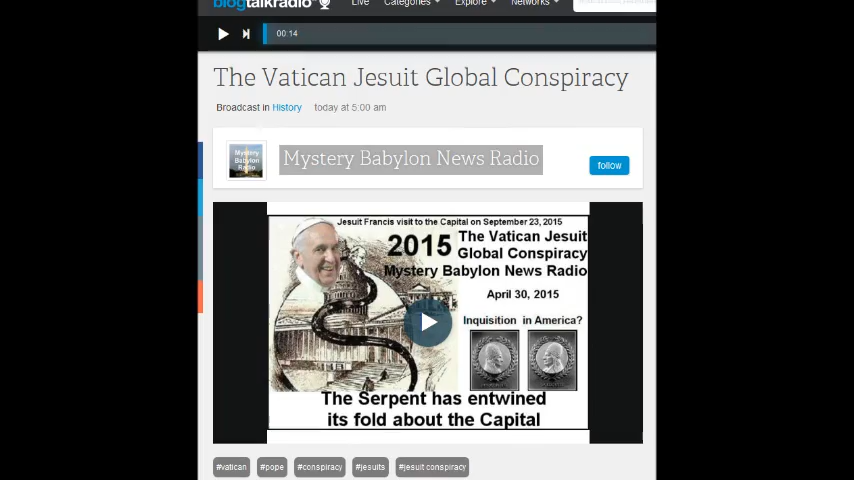 blogtalkradio
Live Categories Explore Networks
00:14
The Vatican Jesuit Global Conspiracy
Broadcast in History today at 5:00 am
Mystery
Babylon
Radio
Mystery Babylon News Radio
follow
Jesuit Francis visit to the Capital on September 23, 2015
2015
The Vatican Jesuit
Global Conspiracy
Mystery Babylon News Radio
April 30, 2015
Inquisition in America?
The Serpent has entwined
its fold about the Capital
#vatican #pope #conspiracy #jesuits #jesuit conspiracy